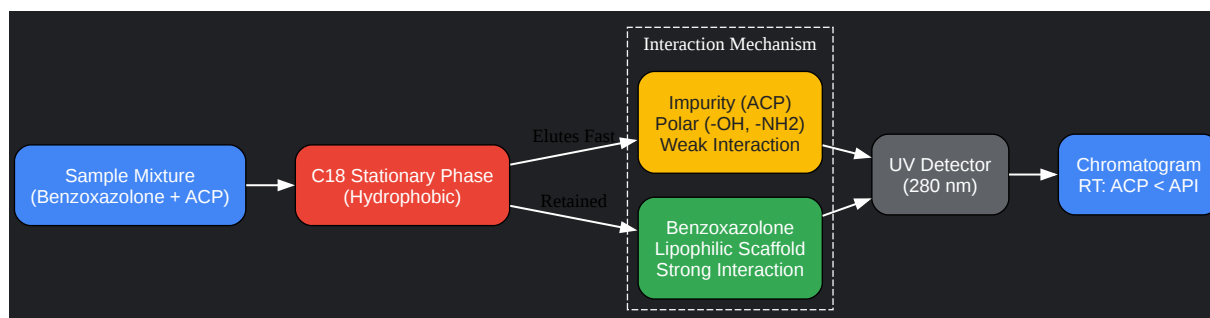 Sample Mixture
(Benzoxazolone + ACP)
C18 Stationary Phase
(Hydrophobic)
Elutes Fast
Retained
Interaction Mechanism
Impurity (ACP)
Polar (-OH, -NH2)
Weak Interaction
Benzoxazolone
Lipophilic Scaffold
Strong Interaction
UV Detector
(280 nm)
Chromatogram
RT: ACP < API